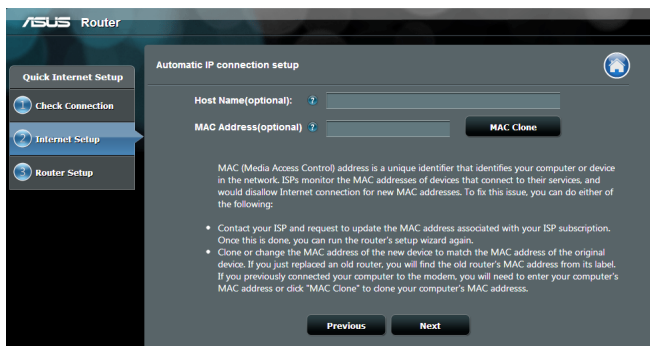 ASUS Router
Quick Internet Setup
1 Check Connection
2 Internet Setup
3 Router Setup
Automatic IP connection setup
Host Name(optional): ?
MAC Address(optional) ? MAC Clone
MAC (Media Access Control) address is a unique identifier that identifies your computer or device
in the network. ISPs monitor the MAC addresses of devices that connect to their services, and
would disallow Internet connection for new MAC addresses. To fix this issue, you can do either of
the following:
• Contact your ISP and request to update the MAC address associated with your ISP subscription.
Once this is done, you can run the router's setup wizard again.
• Clone or change the MAC address of the new device to match the MAC address of the original
device. If you just replaced an old router, you will find the old router's MAC address from its label.
If you previously connected your computer to the modem, you will need to enter your computer's
MAC address or click "MAC Clone" to clone your computer's MAC addresss.
Previous Next